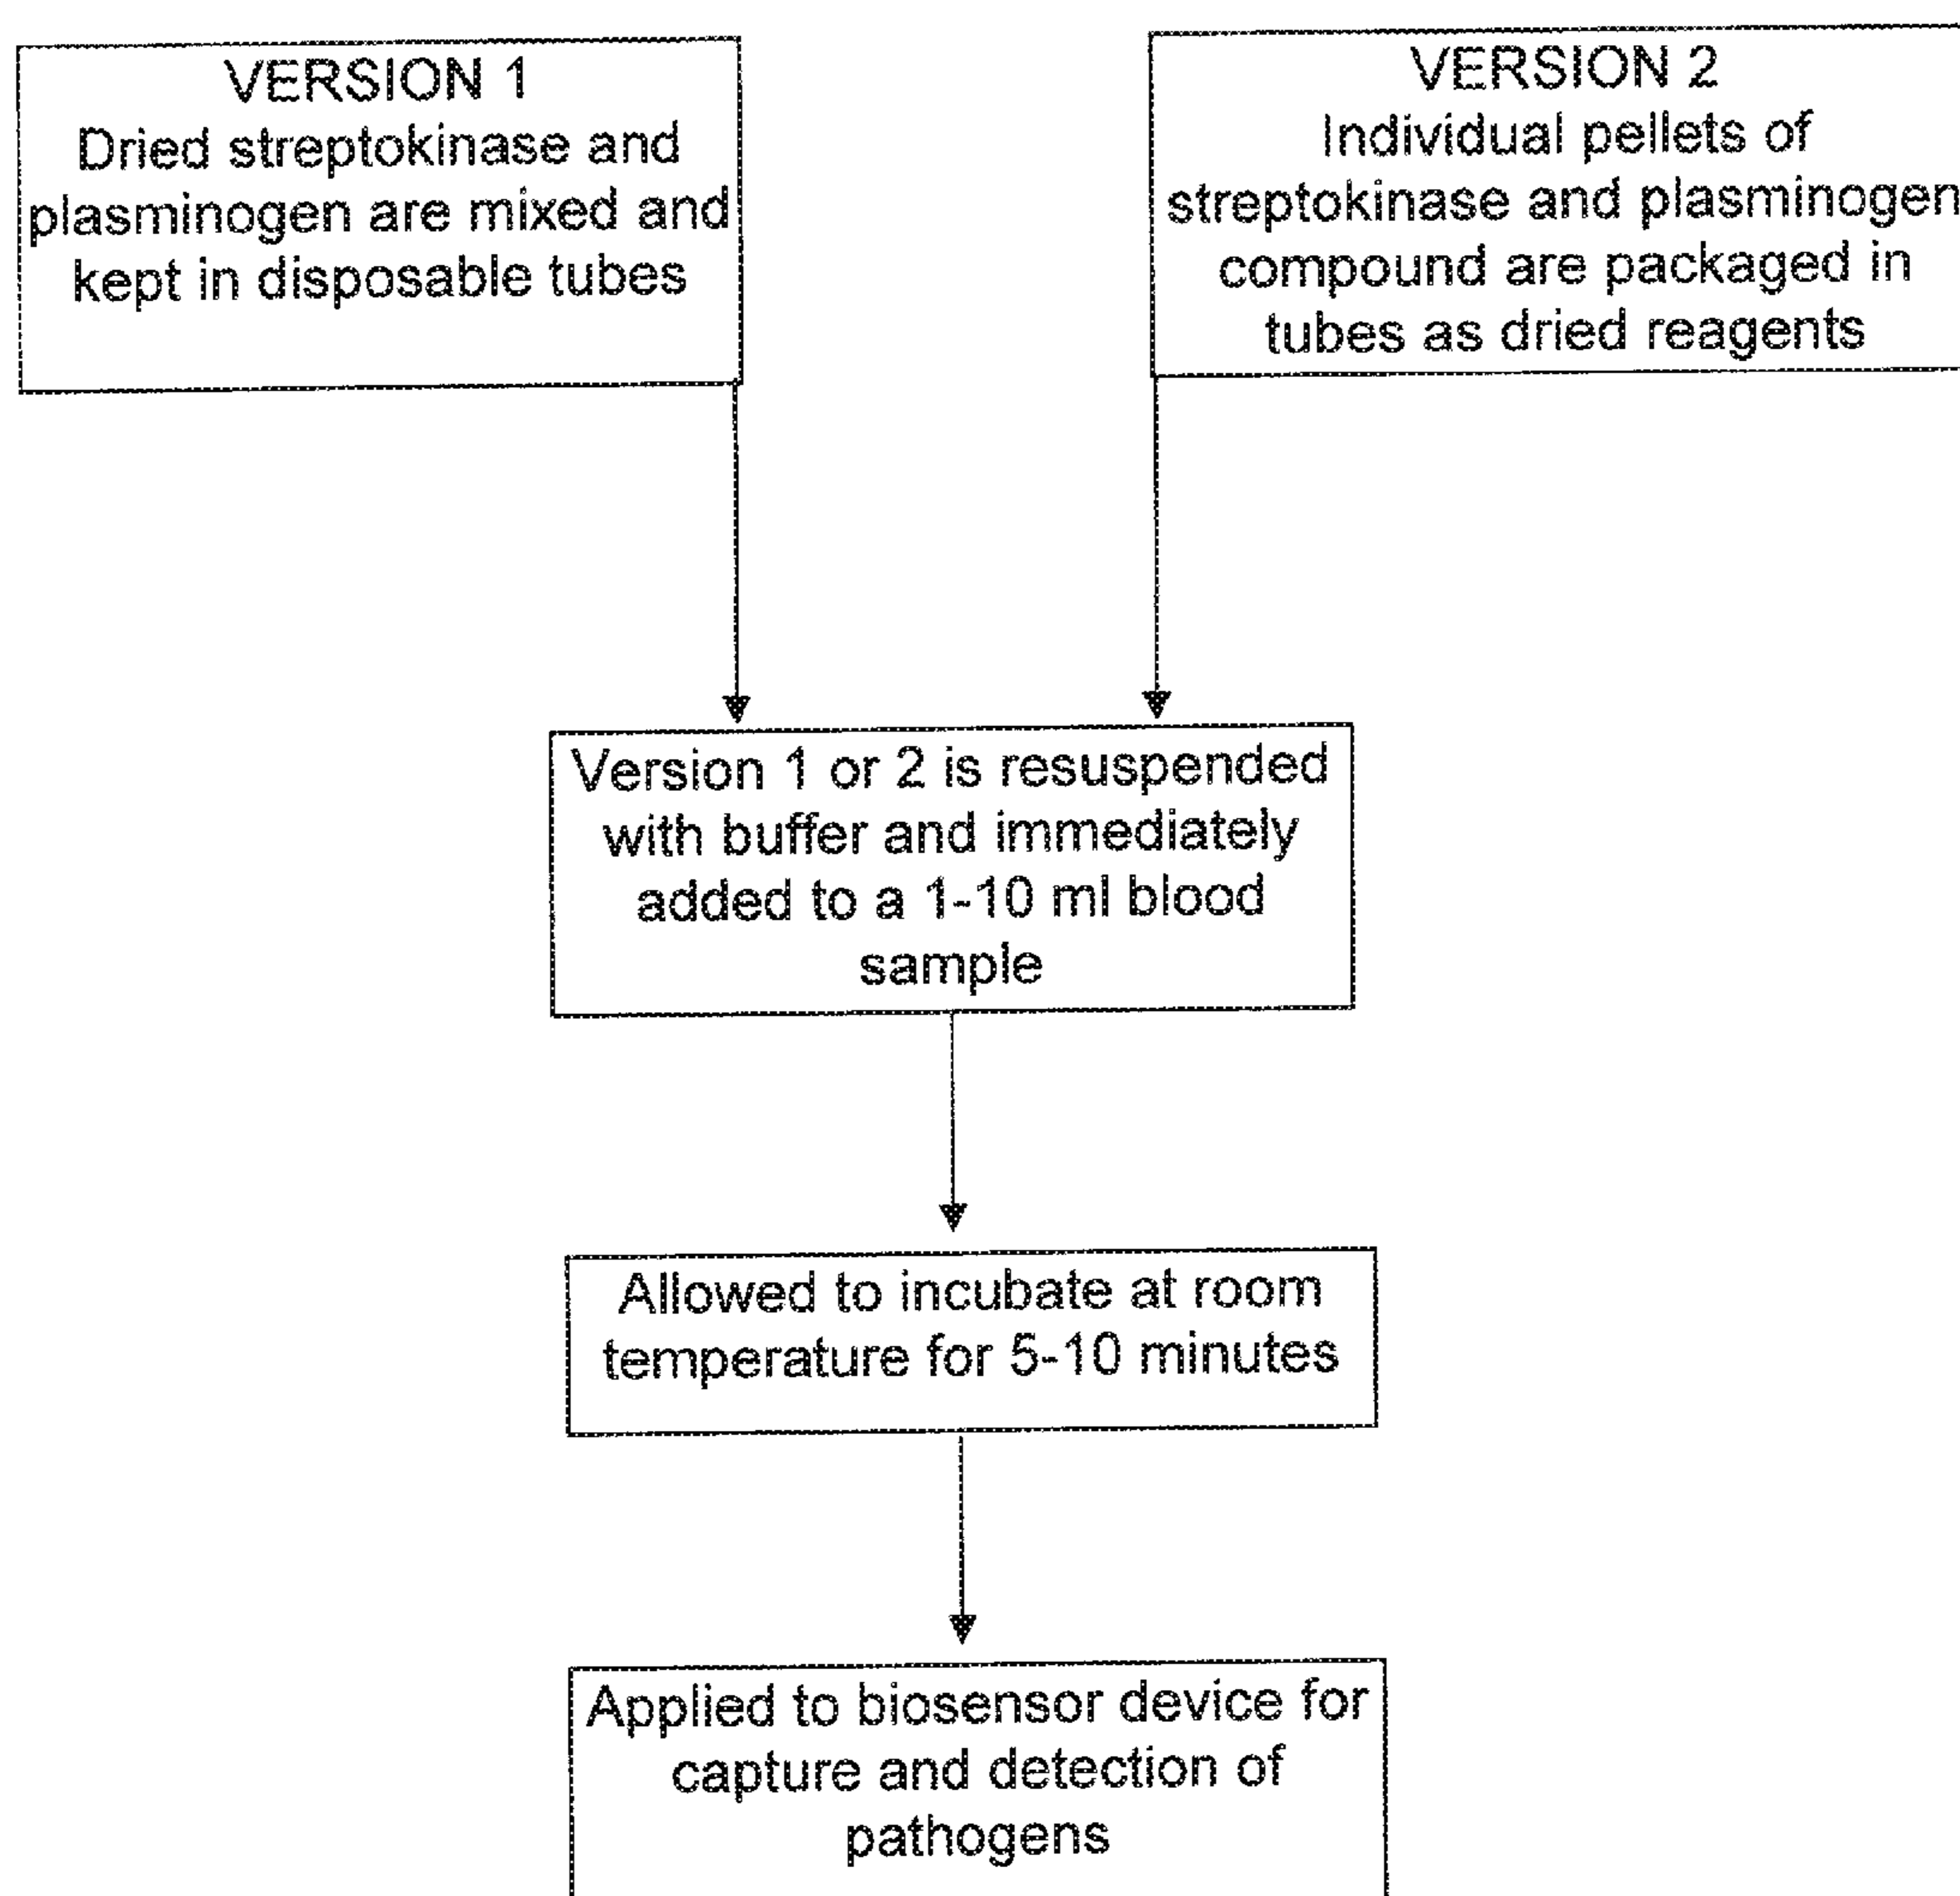 VERSION 1
Dried streptokinase and
plasminogen are mixed and
kept in disposable tubes
VERSION 2
Individual pellets of
streptokinase and plasminogen
compound are packaged in
tubes as dried reagents
Version 1 or 2 is resuspended
with buffer and immediately
added to a 1-10 ml blood
sample
Allowed to incubate at room
temperature for 5-10 minutes
Applied to biosensor device for
capture and detection of
pathogens